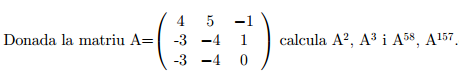 4 5 −1
Donada la matriu A= -3 −4 1 calcula A², A³ i A⁵⁸, A¹⁵⁷.
-3 −4 0